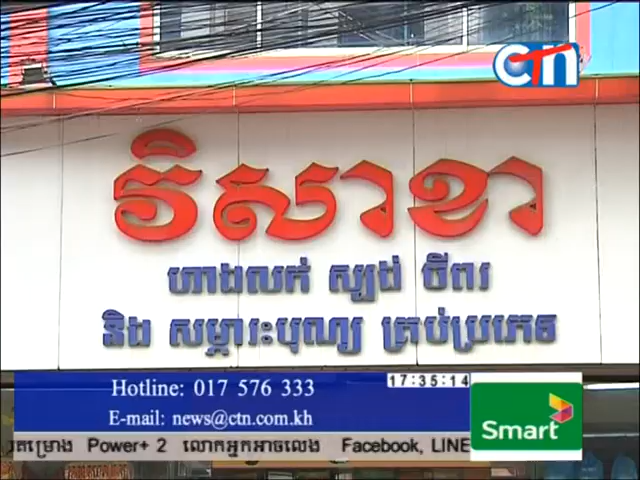 CTN
វិសាខា
ហាងលក់ ស្បង់ ចីពរ
និង សម្ភារៈបុណ្យ គ្រប់ប្រភេទ
Hotline: 017 576 333
17:35:14
E-mail: news@ctn.com.kh
Smart
គម្រោង Power+ 2 លោកអ្នកអាចលេង Facebook, LINE